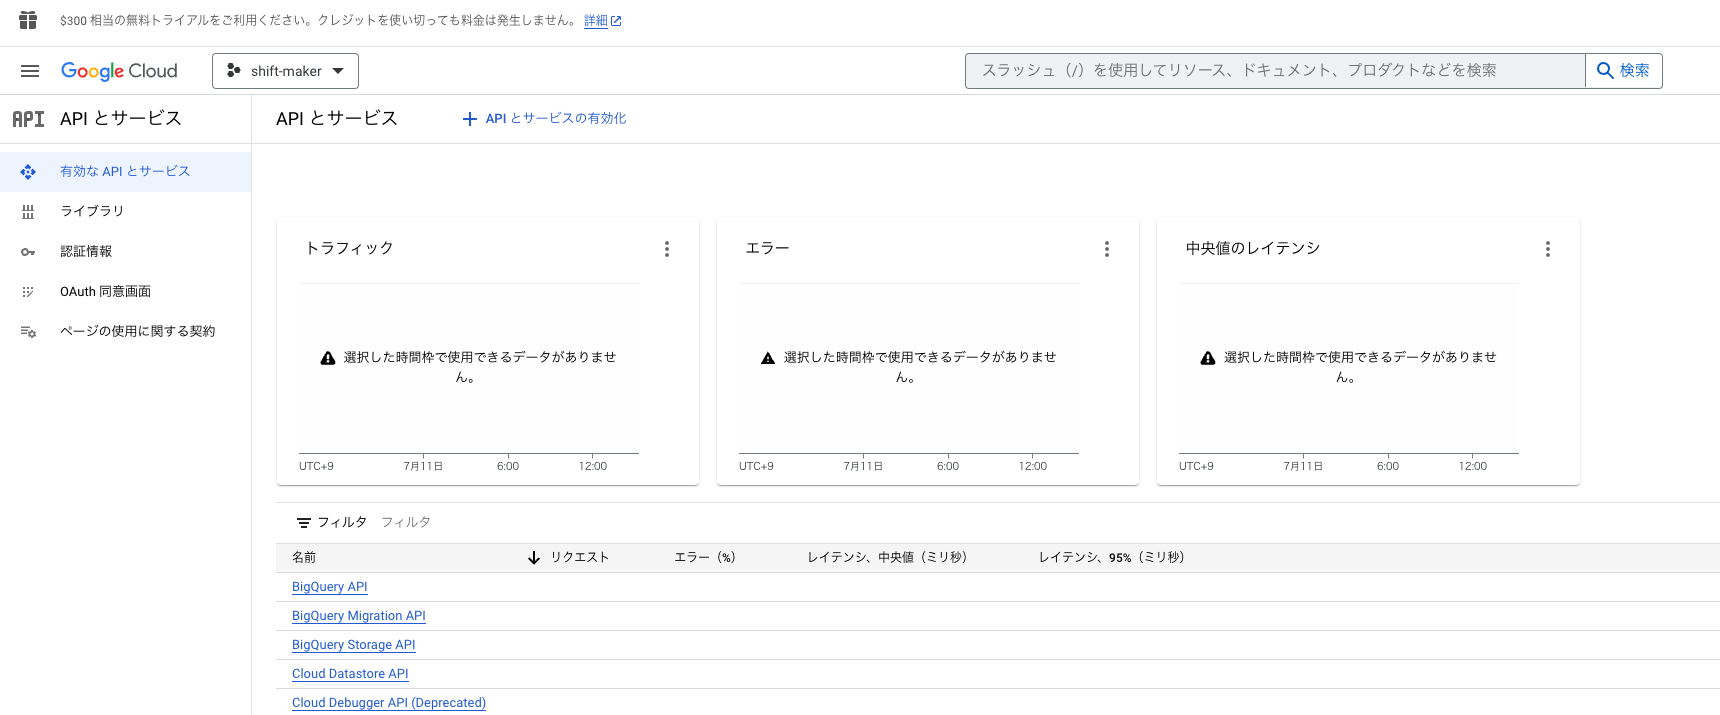 $300 相当の無料トライアルをご利用ください。クレジットを使い切っても料金は発生しません。 詳細
Google Cloud
shift-maker
スラッシュ（/）を使用してリソース、ドキュメント、プロダクトなどを検索
検索
API API とサービス
API とサービス
API とサービスの有効化
有効な API とサービス
ライブラリ
認証情報
OAuth 同意画面
ページの使用に関する契約
トラフィック
選択した時間枠で使用できるデータがありませ
ん。
UTC+9 7月11日 6:00 12:00
エラー
選択した時間枠で使用できるデータがありませ
ん。
UTC+9 7月11日 6:00 12:00
中央値のレイテンシ
選択した時間枠で使用できるデータがありませ
ん。
UTC+9 7月11日 6:00 12:00
フィルタ フィルタ
名前 リクエスト エラー（%） レイテンシ、中央値（ミリ秒） レイテンシ、95%（ミリ秒）
BigQuery API
BigQuery Migration API
BigQuery Storage API
Cloud Datastore API
Cloud Debugger API (Deprecated)